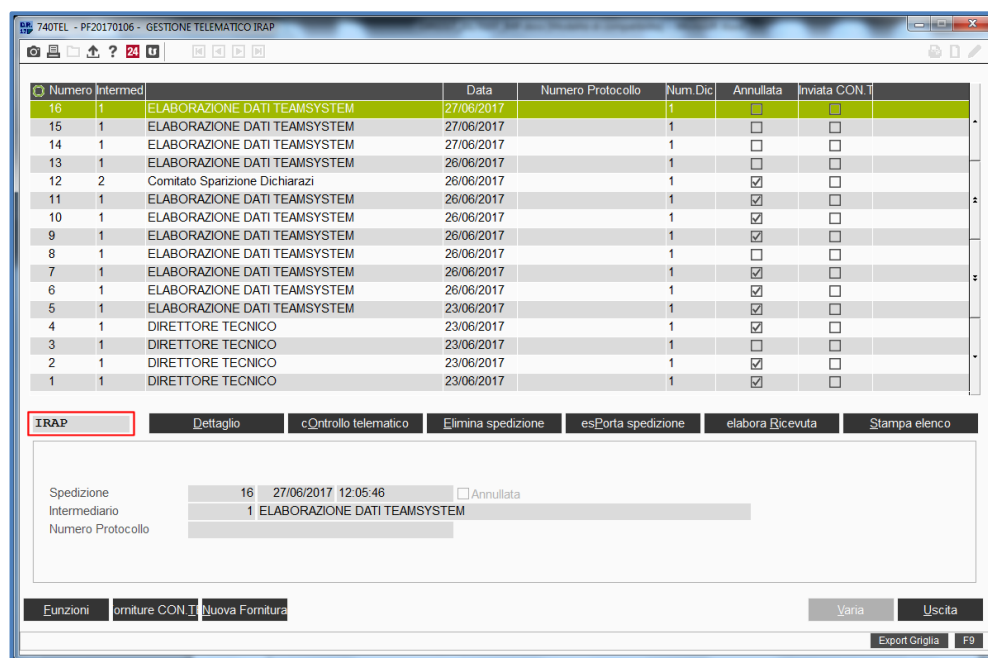 740TEL - PF20170106 - GESTIONE TELEMATICO IRAP
? 24
Numero Intermed Data Numero Protocollo Num.Dic Annullata Inviata CON.T
16 1 ELABORAZIONE DATI TEAMSYSTEM 27/06/2017 1
15 1 ELABORAZIONE DATI TEAMSYSTEM 27/06/2017 1
14 1 ELABORAZIONE DATI TEAMSYSTEM 27/06/2017 1
13 1 ELABORAZIONE DATI TEAMSYSTEM 26/06/2017 1
12 2 Comitato Sparizione Dichiarazi 26/06/2017 1
11 1 ELABORAZIONE DATI TEAMSYSTEM 26/06/2017 1
10 1 ELABORAZIONE DATI TEAMSYSTEM 26/06/2017 1
9 1 ELABORAZIONE DATI TEAMSYSTEM 26/06/2017 1
8 1 ELABORAZIONE DATI TEAMSYSTEM 26/06/2017 1
7 1 ELABORAZIONE DATI TEAMSYSTEM 26/06/2017 1
6 1 ELABORAZIONE DATI TEAMSYSTEM 26/06/2017 1
5 1 ELABORAZIONE DATI TEAMSYSTEM 23/06/2017 1
4 1 DIRETTORE TECNICO 23/06/2017 1
3 1 DIRETTORE TECNICO 23/06/2017 1
2 1 DIRETTORE TECNICO 23/06/2017 1
1 1 DIRETTORE TECNICO 23/06/2017 1
IRAP Dettaglio cOntrollo telematico Elimina spedizione esPorta spedizione elabora Ricevuta Stampa elenco
Spedizione 16 27/06/2017 12:05:46 Annullata
Intermediario 1 ELABORAZIONE DATI TEAMSYSTEM
Numero Protocollo
Funzioni orniture CON.TE Nuova Fornitura Varia Uscita
Export Griglia F9